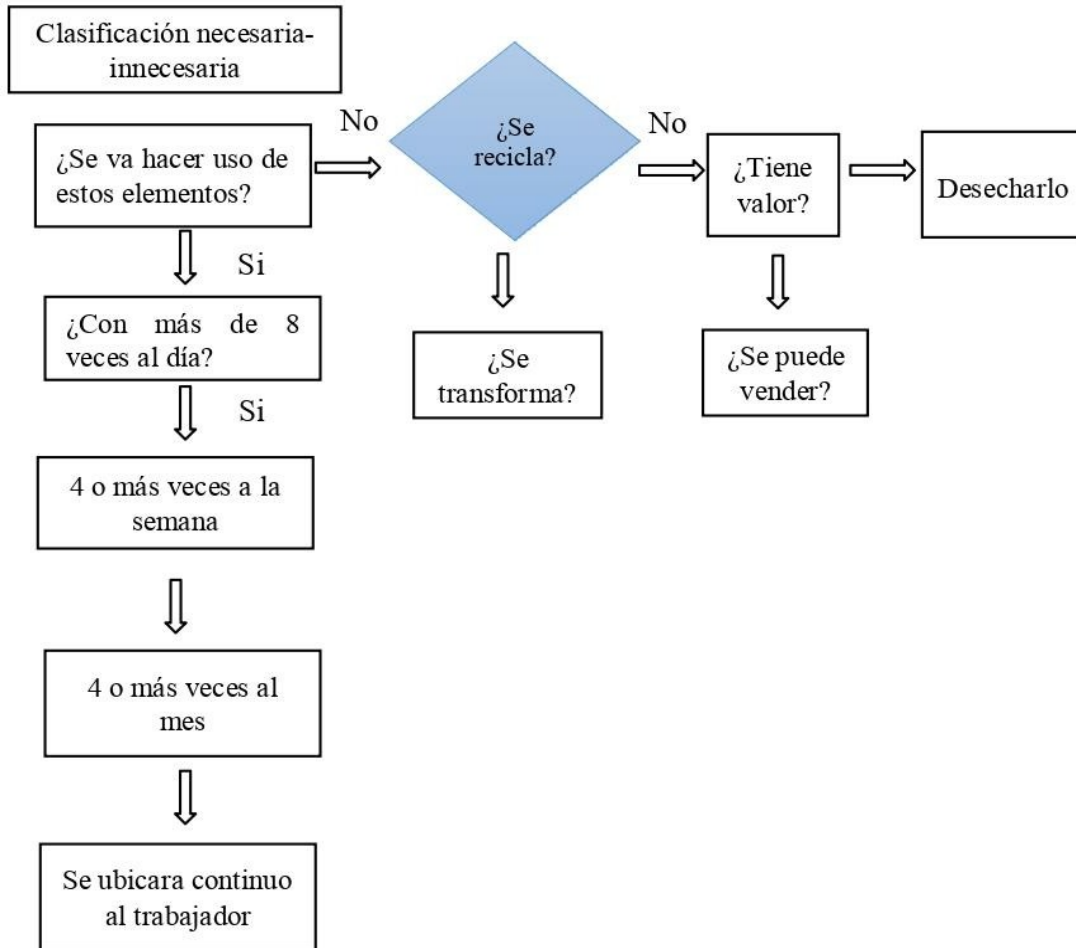 Clasificación necesaria-
innecesaria
¿Se va hacer uso de
estos elementos?
No
¿Se
recicla?
No
¿Tiene
valor?
Desecharlo
Si
¿Con más de 8
veces al día?
¿Se
transforma?
¿Se puede
vender?
Si
4 o más veces a la
semana
4 o más veces al
mes
Se ubicara continuo
al trabajador